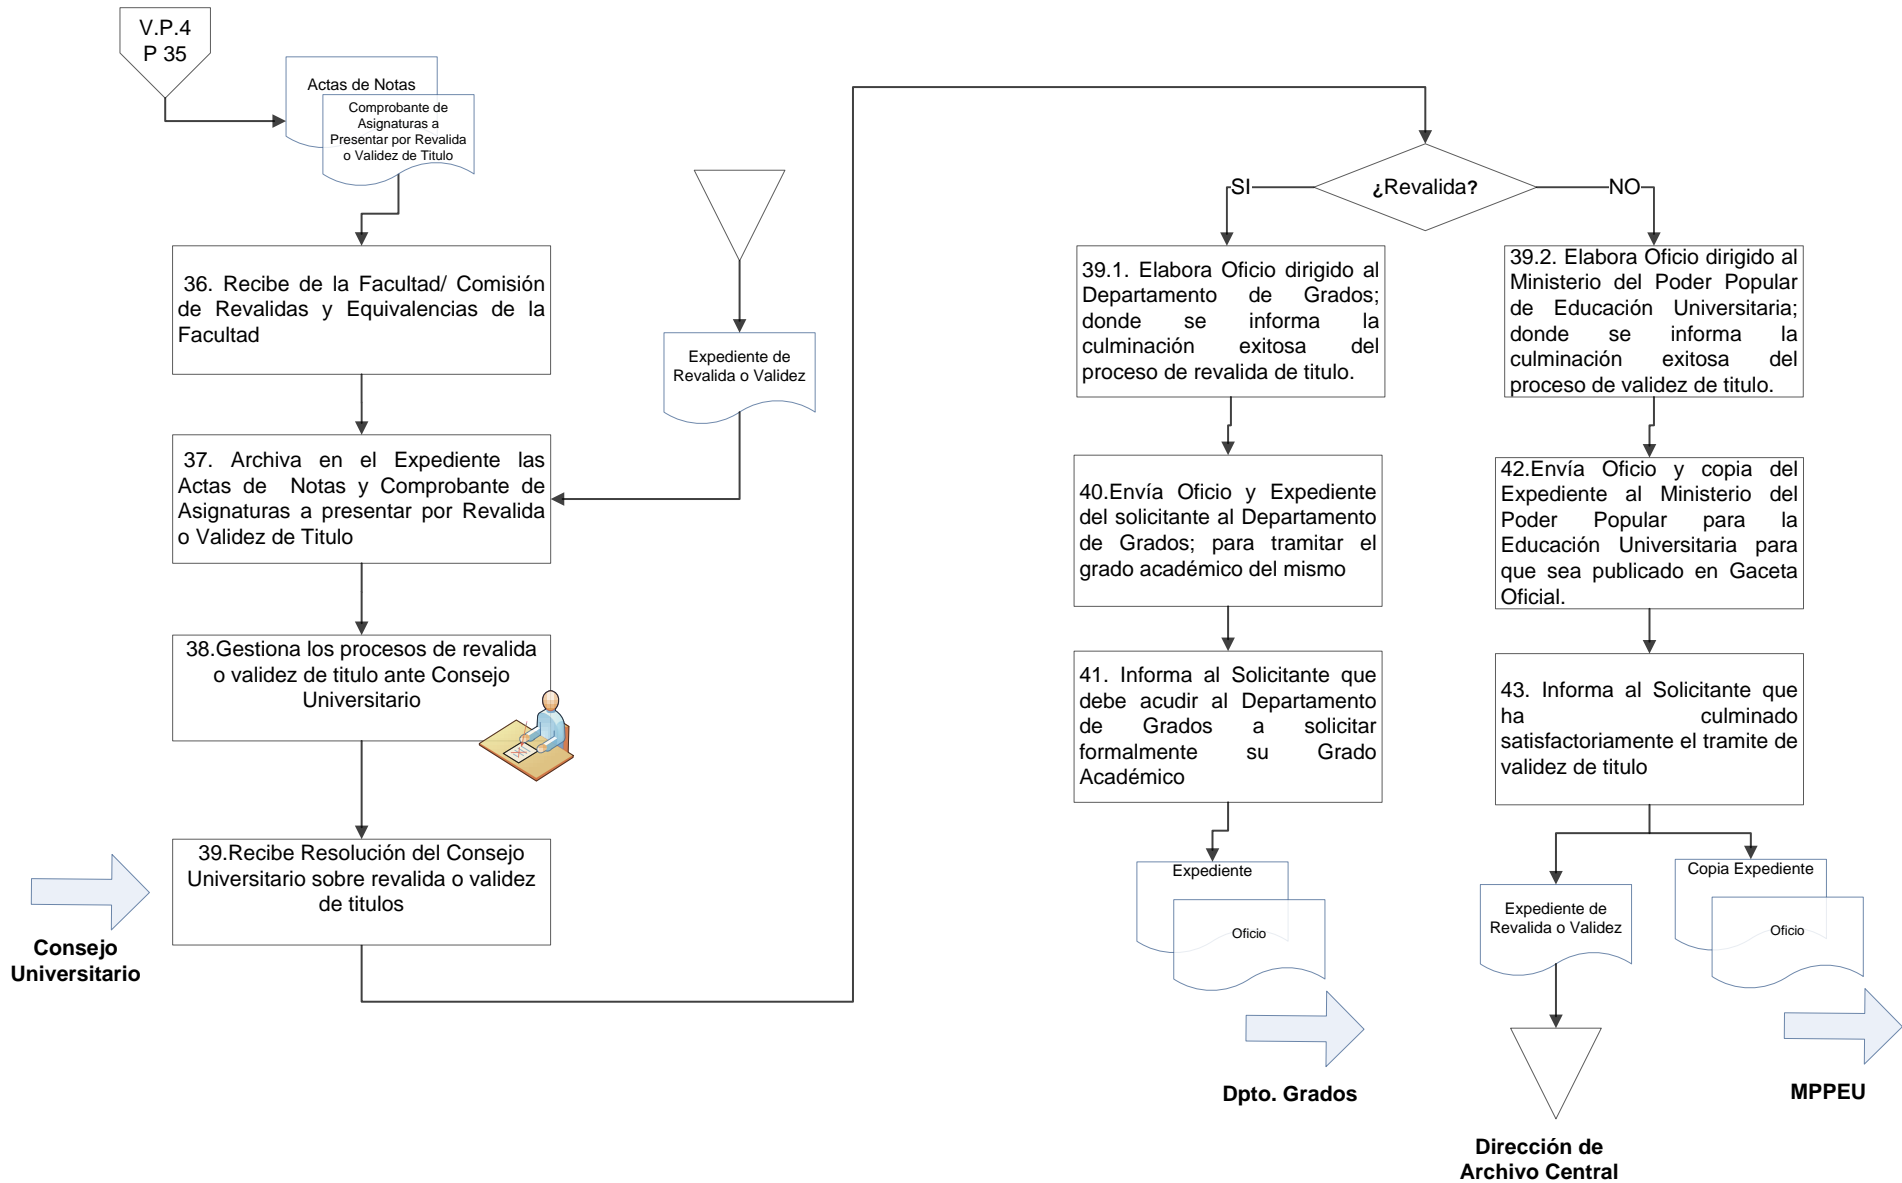 V.P.4
P 35
Actas de Notas
Comprobante de
Asignaturas a
Presentar por Revalida
o Validez de Titulo
36. Recibe de la Facultad/ Comisión
de Revalidas y Equivalencias de la
Facultad
Expediente de
Revalida o Validez
37. Archiva en el Expediente las
Actas de Notas y Comprobante de
Asignaturas a presentar por Revalida
o Validez de Titulo
38.Gestiona los procesos de revalida
o validez de titulo ante Consejo
Universitario
39.Recibe Resolución del Consejo
Universitario sobre revalida o validez
de titulos
Consejo
Universitario
¿Revalida?
SI
NO
39.1. Elabora Oficio dirigido al
Departamento de Grados;
donde se informa la
culminación exitosa del
proceso de revalida de titulo.
40.Envía Oficio y Expediente
del solicitante al Departamento
de Grados; para tramitar el
grado académico del mismo
41. Informa al Solicitante que
debe acudir al Departamento
de Grados a solicitar
formalmente su Grado
Académico
Expediente
Oficio
Dpto. Grados
39.2. Elabora Oficio dirigido al
Ministerio del Poder Popular
de Educación Universitaria;
donde se informa la
culminación exitosa del
proceso de validez de titulo.
42.Envía Oficio y copia del
Expediente al Ministerio del
Poder Popular para la
Educación Universitaria para
que sea publicado en Gaceta
Oficial.
43. Informa al Solicitante que
ha culminado
satisfactoriamente el tramite de
validez de titulo
Expediente de
Revalida o Validez
Dirección de
Archivo Central
Copia Expediente
Oficio
MPPEU